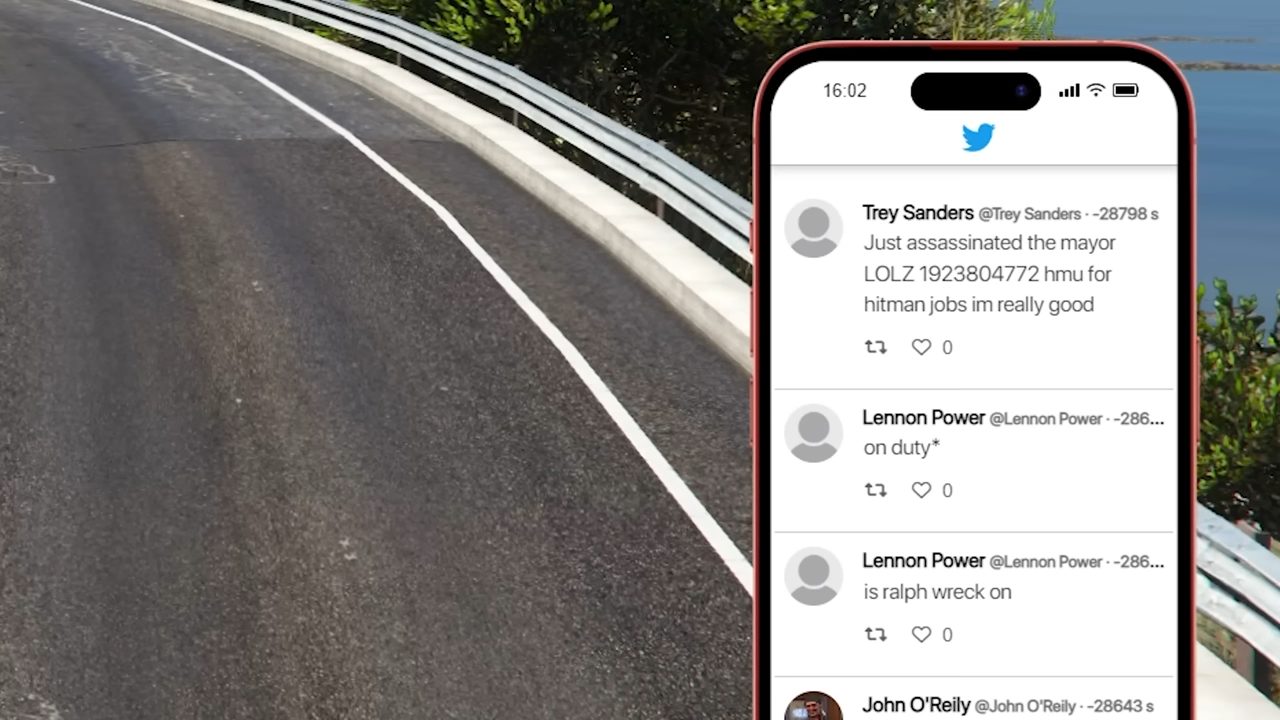 16:02
Trey Sanders @Trey Sanders · -28798 s
Just assassinated the mayor
LOLZ 1923804772 hmu for
hitman jobs im really good
0
Lennon Power @Lennon Power · -286...
on duty*
0
Lennon Power @Lennon Power · -286...
is ralph wreck on
0
John O'Reily @John O'Reily · -28643 s